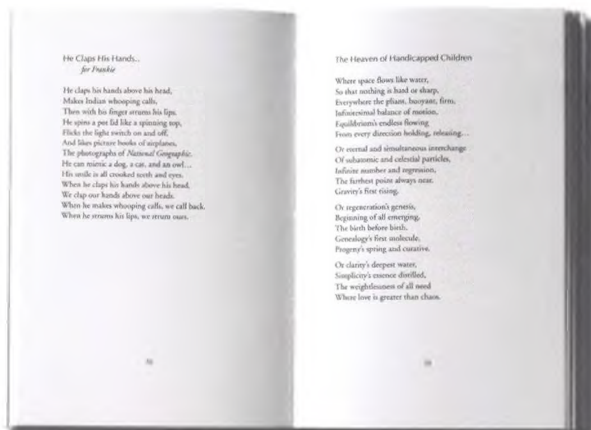 He Claps His Hands...
for Frankie
He claps his hands above his head,
Makes Indian whooping calls,
Then with his finger strums his lips.
He spins a pot lid like a spinning top,
Flicks the light switch on and off,
And likes picture books of airplanes,
The photographs of National Geographic.
He can mimic a dog, a cat, and an owl...
His smile is all crooked teeth and eyes.
When he claps his hands above his head,
We clap our hands above our heads.
When he makes whooping calls, we call back.
When he strums his lips, we strum ours.
The Heaven of Handicapped Children
Where space flows like water,
So that nothing is hard or sharp,
Everywhere the pliant, buoyant, firm,
Infinitesimal balance of motion,
Equilibrium's endless flowing
From every direction holding, releasing...
Or eternal and simultaneous interchange
Of subatomic and celestial particles,
Infinite number and regression,
The furthest point always near.
Gravity's first rising.
Or regeneration's genesis,
Beginning of all emerging,
The birth before birth,
Genealogy's first molecule,
Progeny's spring and curative.
Or clarity's deepest water,
Simplicity's essence distilled,
The weightlessness of all need
Where love is greater than chaos.